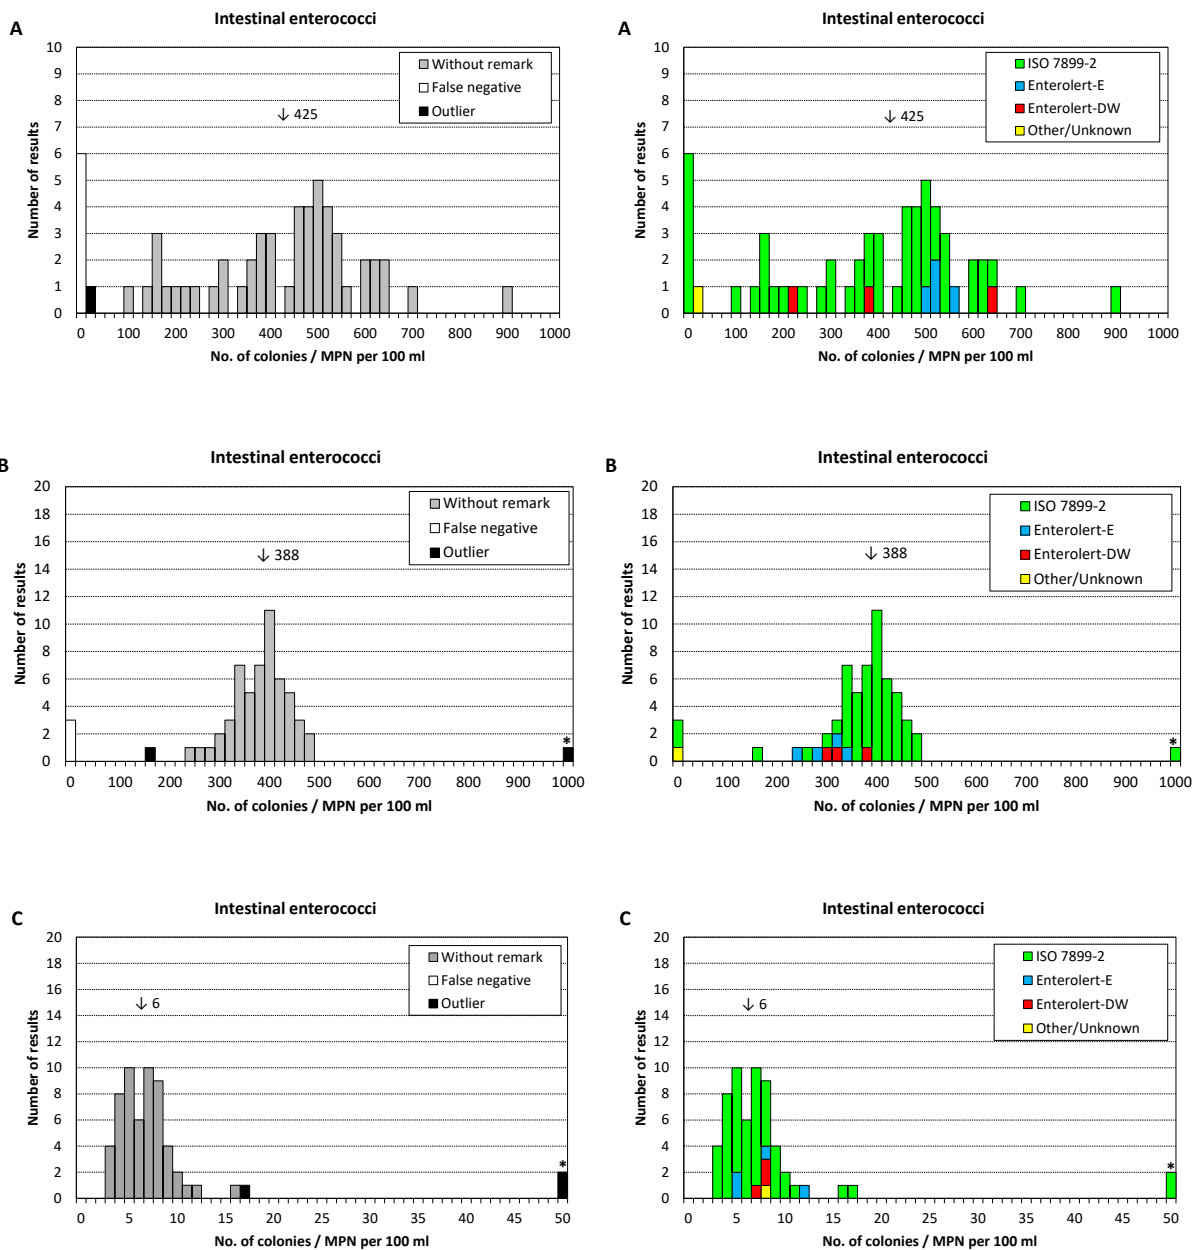 A
Intestinal enterococci
Number of results
10
9
8
7
6
5
4
3
2
1
0
Without remark
False negative
Outlier
↓ 425
0 100 200 300 400 500 600 700 800 900 1000
No. of colonies / MPN per 100 ml
A
Intestinal enterococci
Number of results
10
9
8
7
6
5
4
3
2
1
0
ISO 7899-2
Enterolert-E
Enterolert-DW
Other/Unknown
↓ 425
0 100 200 300 400 500 600 700 800 900 1000
No. of colonies / MPN per 100 ml
B
Intestinal enterococci
Number of results
20
18
16
14
12
10
8
6
4
2
0
Without remark
False negative
Outlier
↓ 388
*
0 100 200 300 400 500 600 700 800 900 1000
No. of colonies / MPN per 100 ml
B
Intestinal enterococci
Number of results
20
18
16
14
12
10
8
6
4
2
0
ISO 7899-2
Enterolert-E
Enterolert-DW
Other/Unknown
↓ 388
*
0 100 200 300 400 500 600 700 800 900 1000
No. of colonies / MPN per 100 ml
C
Intestinal enterococci
Number of results
20
18
16
14
12
10
8
6
4
2
0
Without remark
False negative
Outlier
↓ 6
*
0 5 10 15 20 25 30 35 40 45 50
No. of colonies / MPN per 100 ml
C
Intestinal enterococci
Number of results
20
18
16
14
12
10
8
6
4
2
0
ISO 7899-2
Enterolert-E
Enterolert-DW
Other/Unknown
↓ 6
*
0 5 10 15 20 25 30 35 40 45 50
No. of colonies / MPN per 100 ml